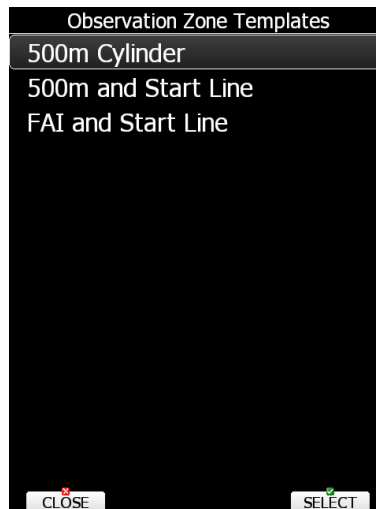 Observation Zone Templates
500m Cylinder
500m and Start Line
FAI and Start Line
CLOSE
SELECT